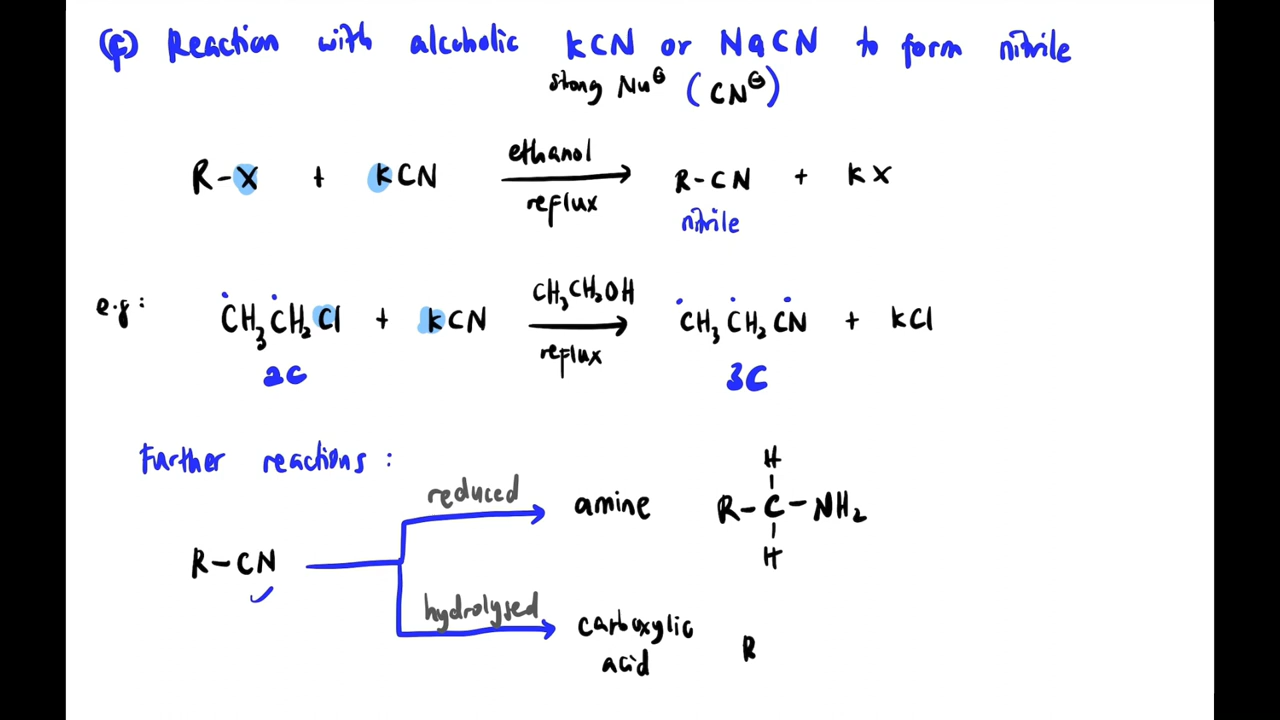 (c) Reaction with alcoholic KCN or NaCN to form nitrile
strong Nu⊖ (CN⊖)
R-X + KCN ethanol reflux → R-CN + KX
nitrile
e.g: CH₃CH₂Cl + KCN CH₃CH₂OH reflux → CH₃CH₂CN + KCl
2C 3C
Further reactions:
R-CN
reduced → amine
H
R-C-NH₂
H
hydrolysed → carboxylic
acid
R